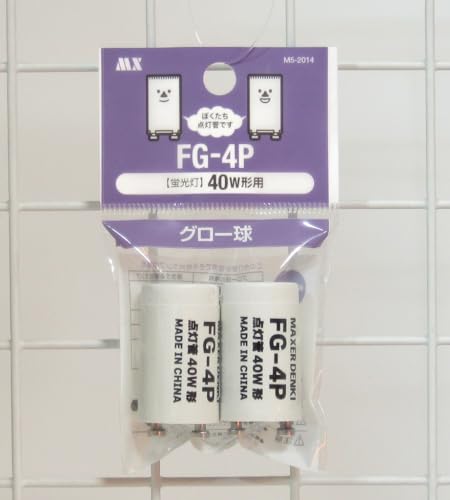 MX
M5-2014
ぼくたち
点灯管です
FG-4P
【蛍光灯】40W形用
グロー球
FG-4P
点灯管 40W 形
MADE IN CHINA
MAXER DENKI
FG-4P
点灯管 40W 形
MADE IN CHINA